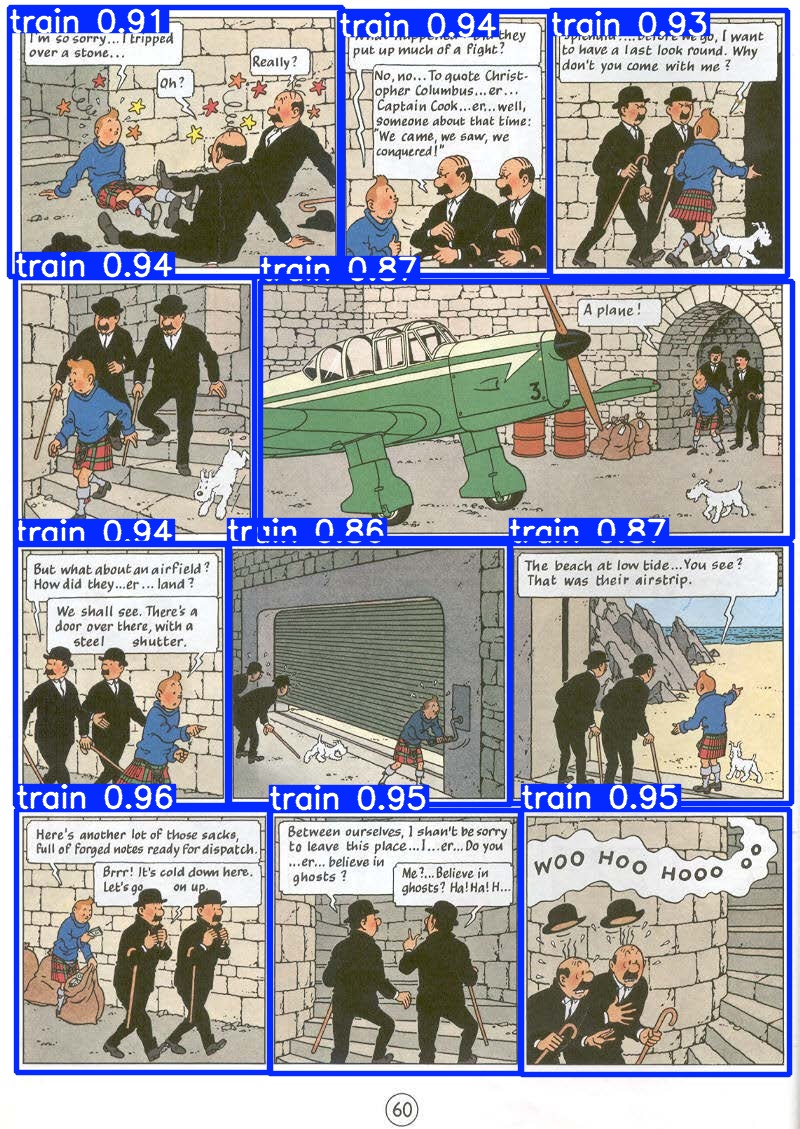 train 0.91
I'm so sorry... I tripped
over a stone...
Oh?
Really?
train 0.94
they
put up much of a fight?
No, no... To quote Christ-
opher Columbus...er...
Captain Cook...er...well,
someone about that time:
"We came, we saw, we
conquered!"
train 0.93
before we go, I want
to have a last look round. Why
don't you come with me?
train 0.94
train 0.87
A plane!
3.
train 0.94
But what about an airfield?
How did they...er...land?
We shall see. There's a
door over there, with a
steel shutter.
train 0.86
train 0.87
The beach at low tide...You see?
That was their airstrip.
train 0.96
Here's another lot of those sacks,
full of forged notes ready for dispatch.
Brrr! It's cold down here.
Let's go on up.
train 0.95
Between ourselves, I shan't be sorry
to leave this place...I...er...Do you
...er... believe in
ghosts?
Me?...Believe in
ghosts? Ha! Ha! H...
train 0.95
WOO HOO HOOO OOO
60